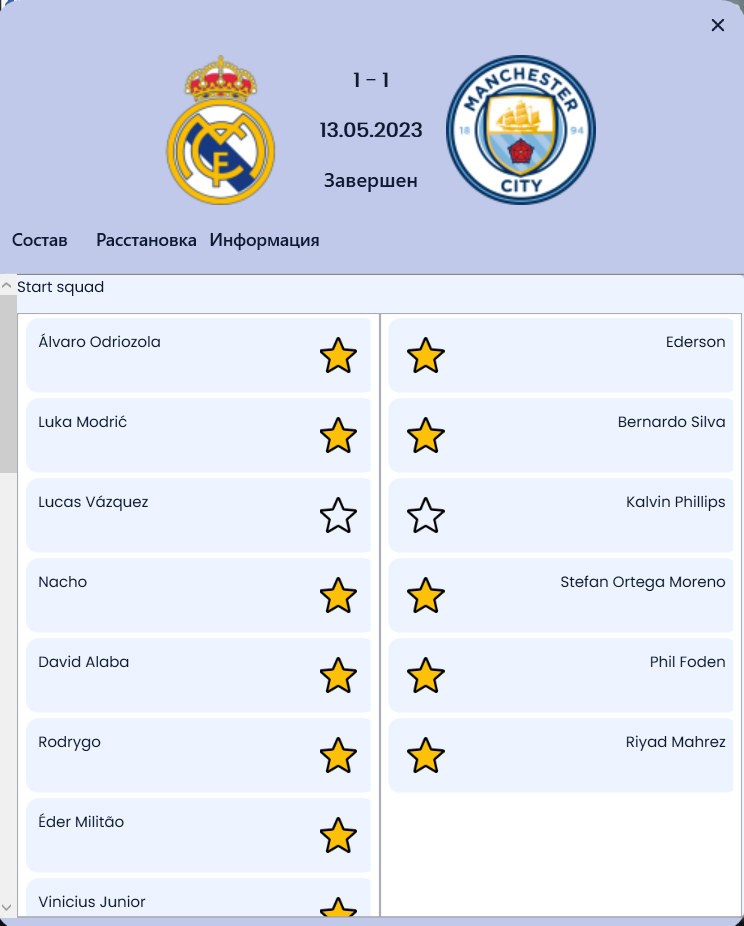 1 - 1
MANCHESTER
18 94
CITY
13.05.2023
Завершен
Состав Расстановка Информация
Start squad
Álvaro Odriozola Ederson
Luka Modrić Bernardo Silva
Lucas Vázquez Kalvin Phillips
Nacho Stefan Ortega Moreno
David Alaba Phil Foden
Rodrygo Riyad Mahrez
Éder Militão
Vinicius Junior